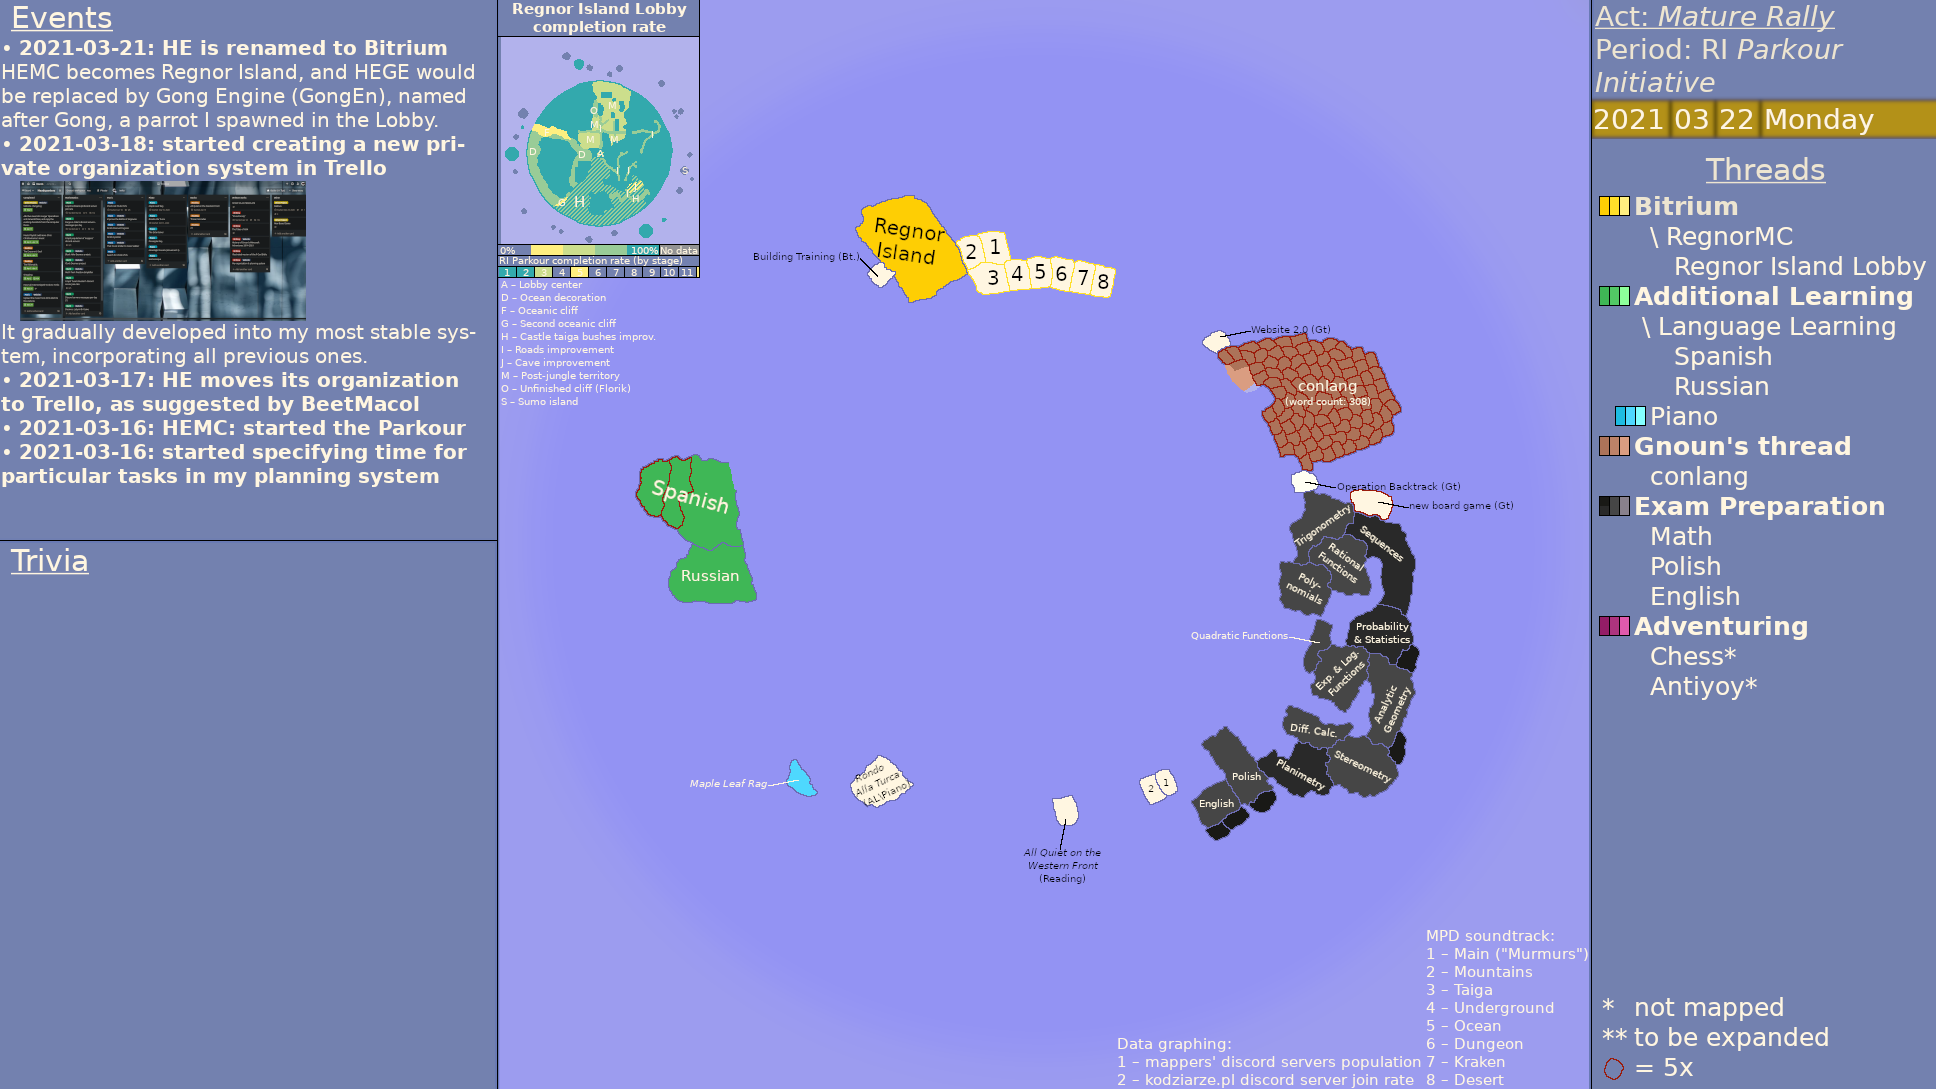 Events
• 2021-03-21: HE is renamed to Bitrium
HEMC becomes Regnor Island, and HEGE would
be replaced by Gong Engine (GongEn), named
after Gong, a parrot I spawned in the Lobby.
• 2021-03-18: started creating a new pri-
vate organization system in Trello
It gradually developed into my most stable sys-
tem, incorporating all previous ones.
• 2021-03-17: HE moves its organization
to Trello, as suggested by BeetMacol
• 2021-03-16: HEMC: started the Parkour
• 2021-03-16: started specifying time for
particular tasks in my planning system
Trivia
Regnor Island Lobby
completion rate
O
M
M
M
M
I
D
D
A
S
I
J
F
H
G
H
0%
100%
No data
RI Parkour completion rate (by stage)
1 2 3 4 5 6 7 8 9 10 11
A – Lobby center
D – Ocean decoration
F – Oceanic cliff
G – Second oceanic cliff
H – Castle taiga bushes improv.
I – Roads improvement
J – Cave improvement
M – Post-jungle territory
O – Unfinished cliff (Florik)
S – Sumo island
Regnor
Island
Building Training (Bt.)
2 1
3 4 5 6 7 8
Website 2.0 (Gt)
conlang
(word count: 308)
Operation Backtrack (Gt)
new board game (Gt)
Spanish
Russian
Trigonometry
Sequences
Rational
Functions
Poly-
nomials
Quadratic Functions
Probability
& Statistics
Exp. & Log.
Functions
Analytic
Geometry
Diff. Calc.
Stereometry
Planimetry
Polish
English
Maple Leaf Rag
Rondo
Alla Turca
(AL\Piano)
2 1
All Quiet on the
Western Front
(Reading)
Data graphing:
1 – mappers' discord servers population
2 – kodziarze.pl discord server join rate
MPD soundtrack:
1 – Main ("Murmurs")
2 – Mountains
3 – Taiga
4 – Underground
5 – Ocean
6 – Dungeon
7 – Kraken
8 – Desert
Act: Mature Rally
Period: RI Parkour
Initiative
2021 03 22 Monday
Threads
Bitrium
\ RegnorMC
Regnor Island Lobby
Additional Learning
\ Language Learning
Spanish
Russian
Piano
Gnoun's thread
conlang
Exam Preparation
Math
Polish
English
Adventuring
Chess*
Antiyoy*
* not mapped
** to be expanded
= 5x